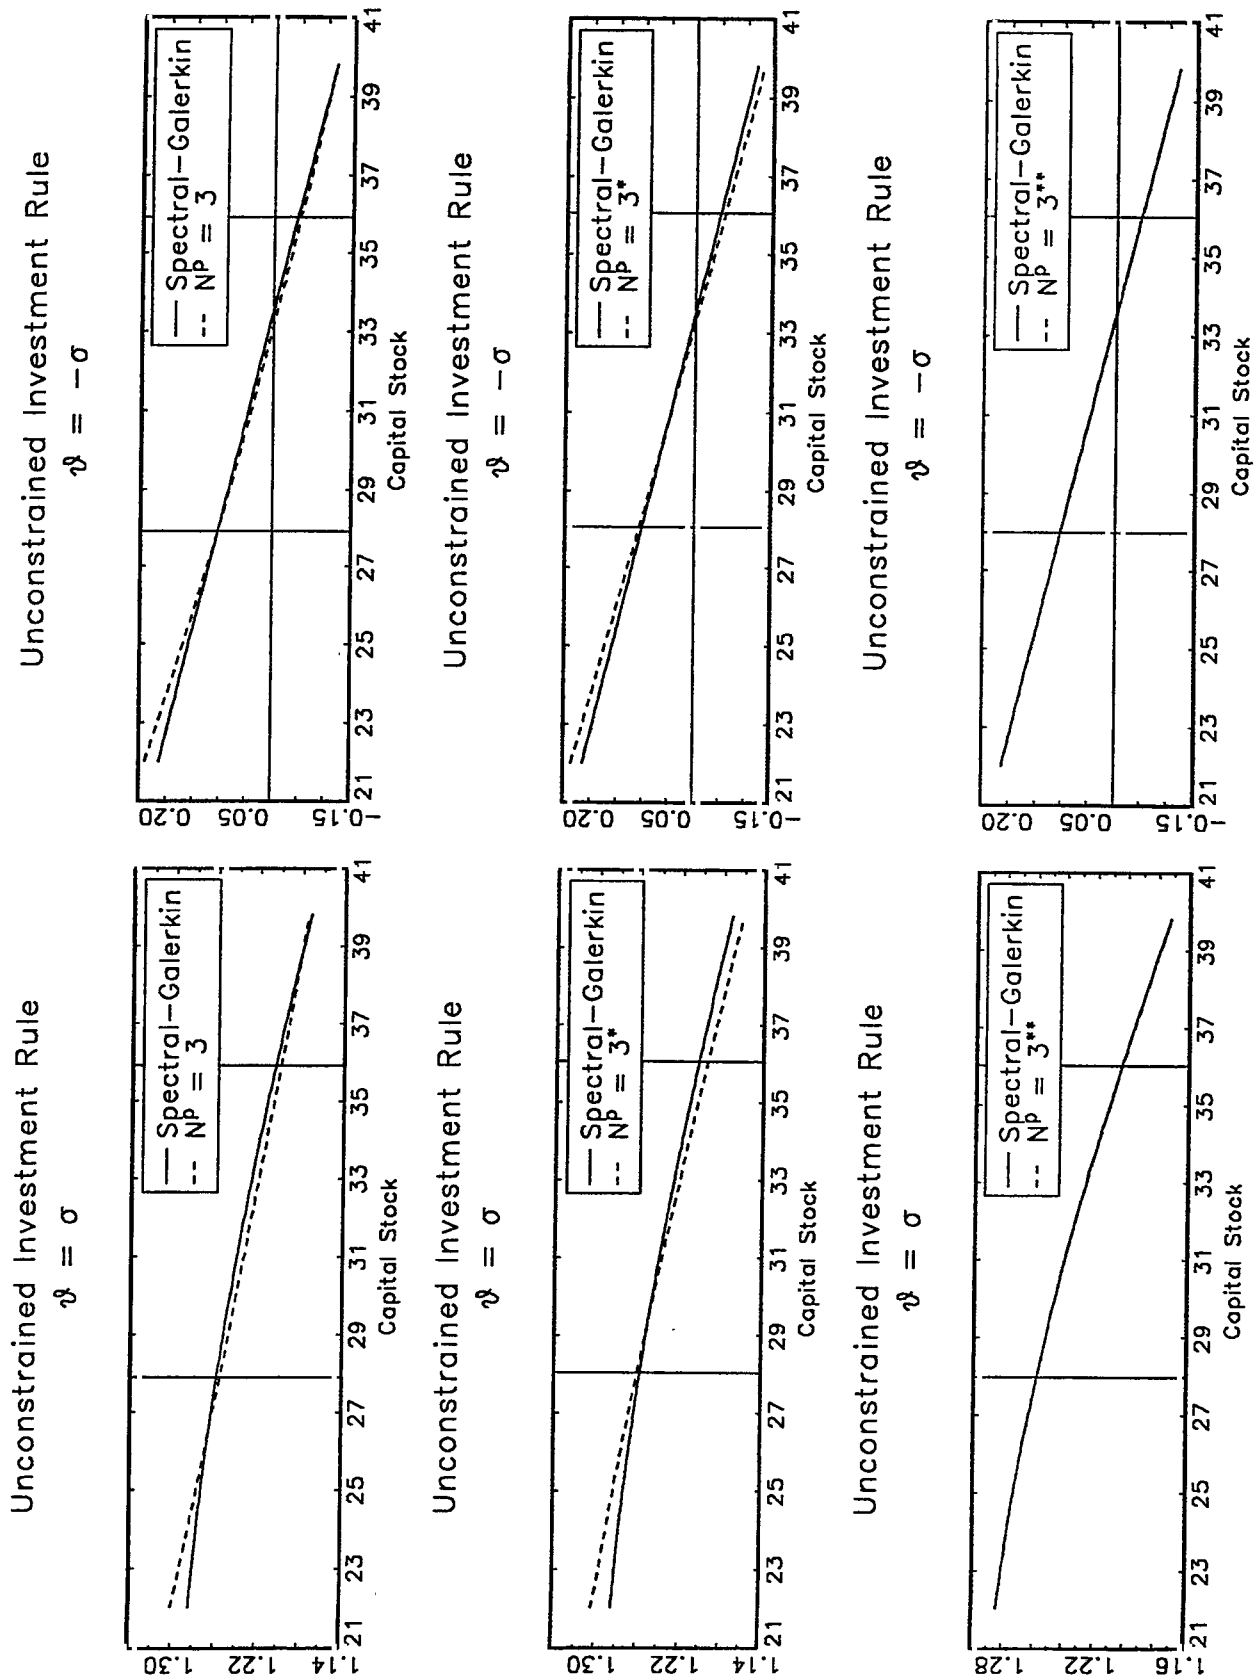 Unconstrained Investment Rule
ϑ = σ
1.30
1.22
1.14
— Spectral–Galerkin
-- Nᵖ = 3
21 23 25 27 29 31 33 35 37 39 41
Capital Stock
Unconstrained Investment Rule
ϑ = −σ
0.20
0.05
−0.15
— Spectral–Galerkin
-- Nᵖ = 3
21 23 25 27 29 31 33 35 37 39 41
Capital Stock
Unconstrained Investment Rule
ϑ = σ
1.30
1.22
1.14
— Spectral–Galerkin
-- Nᵖ = 3*
21 23 25 27 29 31 33 35 37 39 41
Capital Stock
Unconstrained Investment Rule
ϑ = −σ
0.20
0.05
−0.15
— Spectral–Galerkin
-- Nᵖ = 3*
21 23 25 27 29 31 33 35 37 39 41
Capital Stock
Unconstrained Investment Rule
ϑ = σ
1.28
1.22
1.16
— Spectral–Galerkin
-- Nᵖ = 3**
21 23 25 27 29 31 33 35 37 39 41
Capital Stock
Unconstrained Investment Rule
ϑ = −σ
0.20
0.05
−0.15
— Spectral–Galerkin
-- Nᵖ = 3**
21 23 25 27 29 31 33 35 37 39 41
Capital Stock